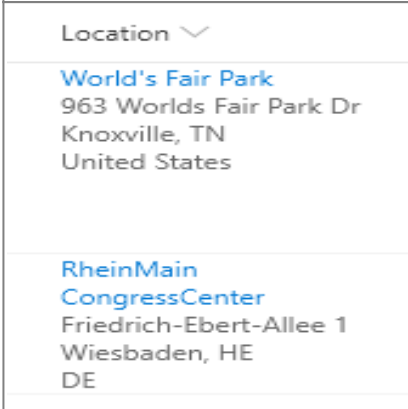 Location
World's Fair Park
963 Worlds Fair Park Dr
Knoxville, TN
United States
RheinMain
CongressCenter
Friedrich-Ebert-Allee 1
Wiesbaden, HE
DE